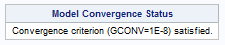 Model Convergence Status
Convergence criterion (GCONV=1E-8) satisfied.